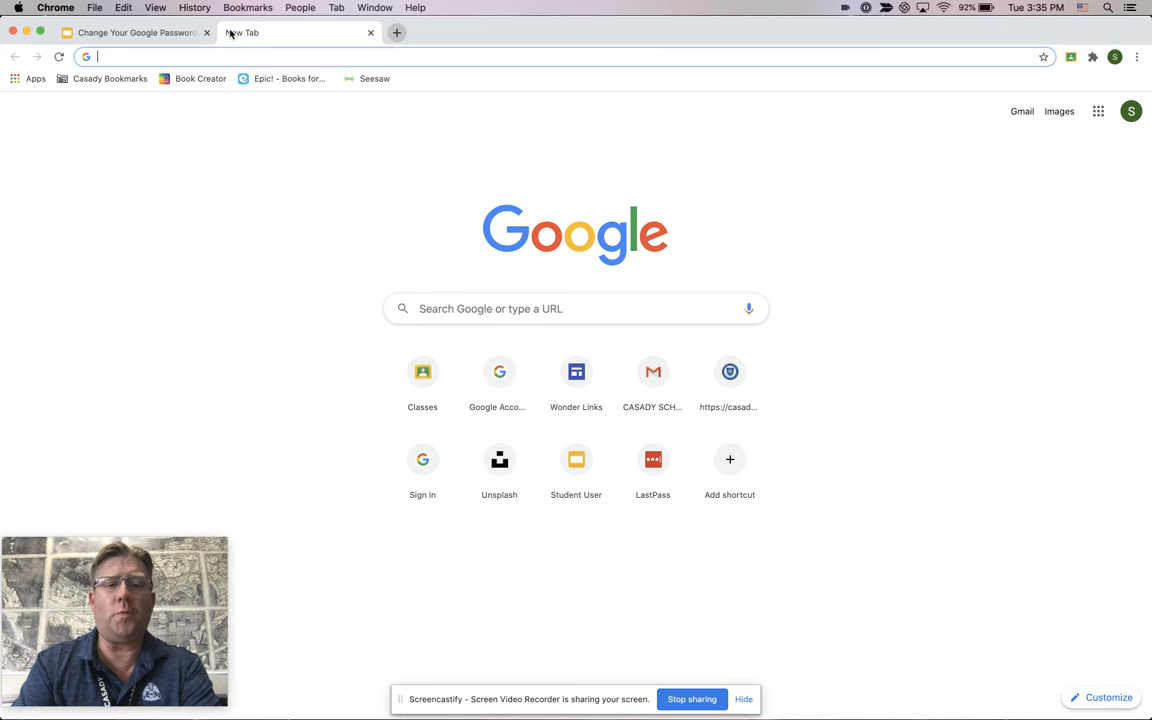 Chrome File Edit View History Bookmarks People Tab Window Help 92% Tue 3:35 PM
Change Your Google Password New Tab
Apps Casady Bookmarks Book Creator Epic! - Books for... Seesaw S
Gmail Images S
Google
Search Google or type a URL
Classes Google Acco... Wonder Links CASADY SCH... https://casad...
Sign in Unsplash Student User LastPass Add shortcut
CASADY
Screencastify - Screen Video Recorder is sharing your screen. Stop sharing Hide
Customize